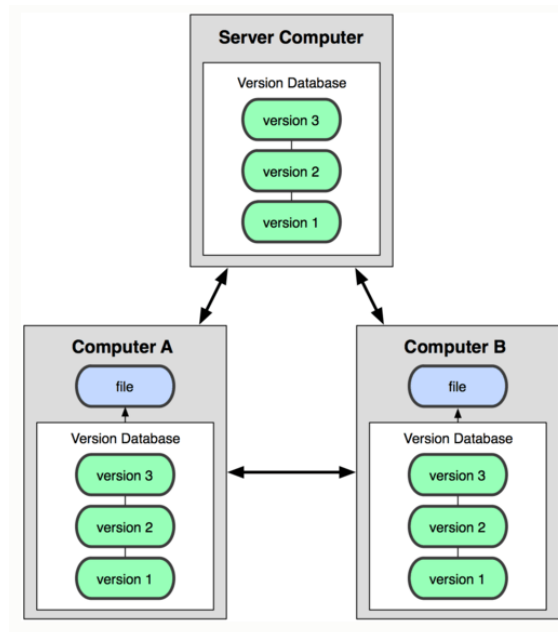 Server Computer
Version Database
version 3
version 2
version 1
Computer A
file
Version Database
version 3
version 2
version 1
Computer B
file
Version Database
version 3
version 2
version 1